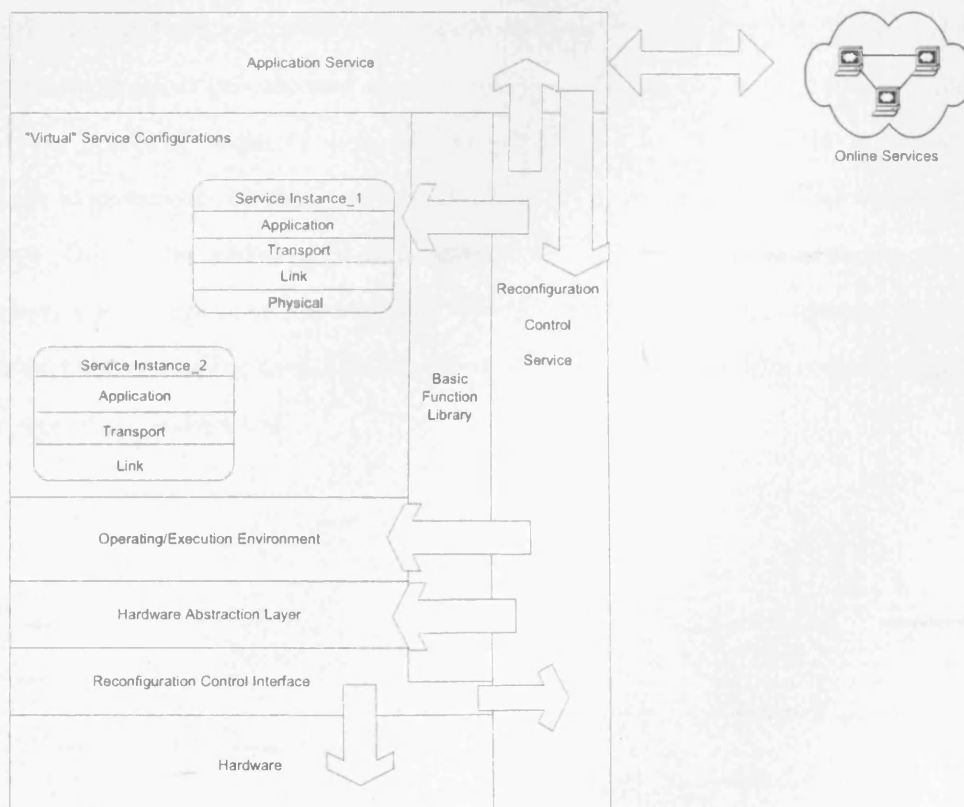 Application Service
Online Services
"Virtual" Service Configurations
Service Instance_1
Application
Transport
Link
Physical
Reconfiguration
Control
Service
Service Instance_2
Application
Transport
Link
Basic
Function
Library
Operating/Execution Environment
Hardware Abstraction Layer
Reconfiguration Control Interface
Hardware